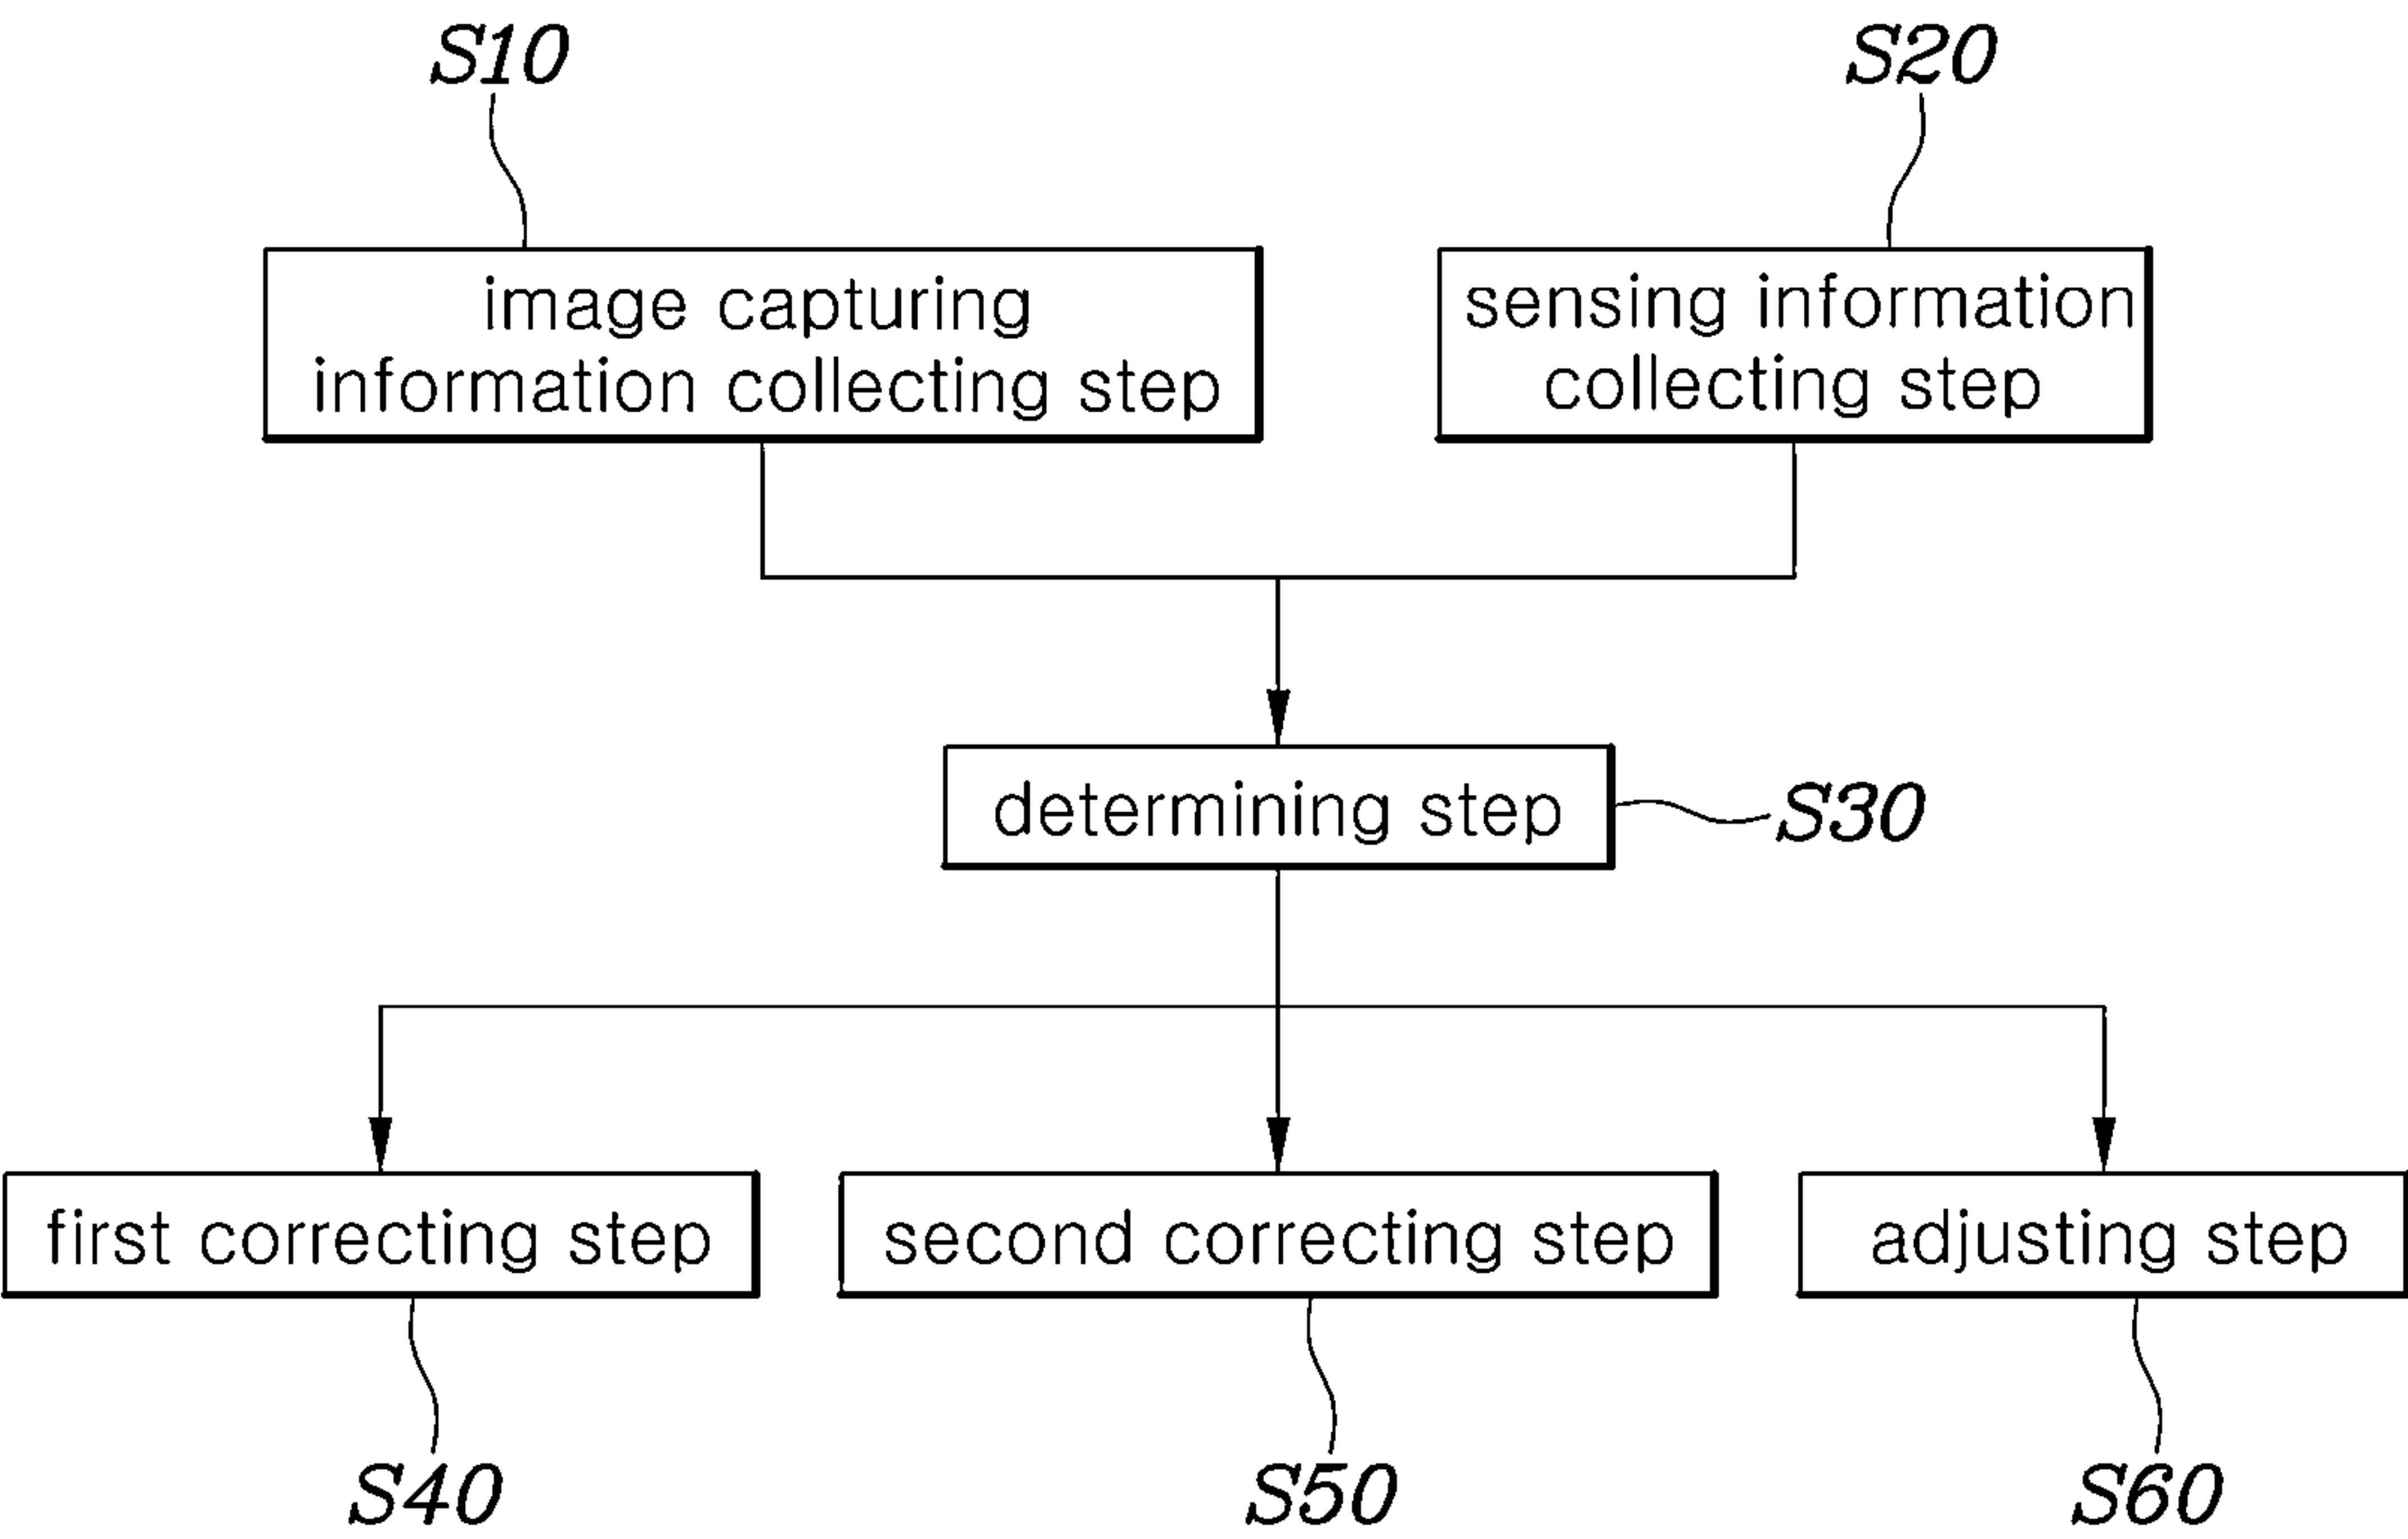 S10
S20
image capturing
information collecting step
sensing information
collecting step
determining step
S30
first correcting step
second correcting step
adjusting step
S40
S50
S60